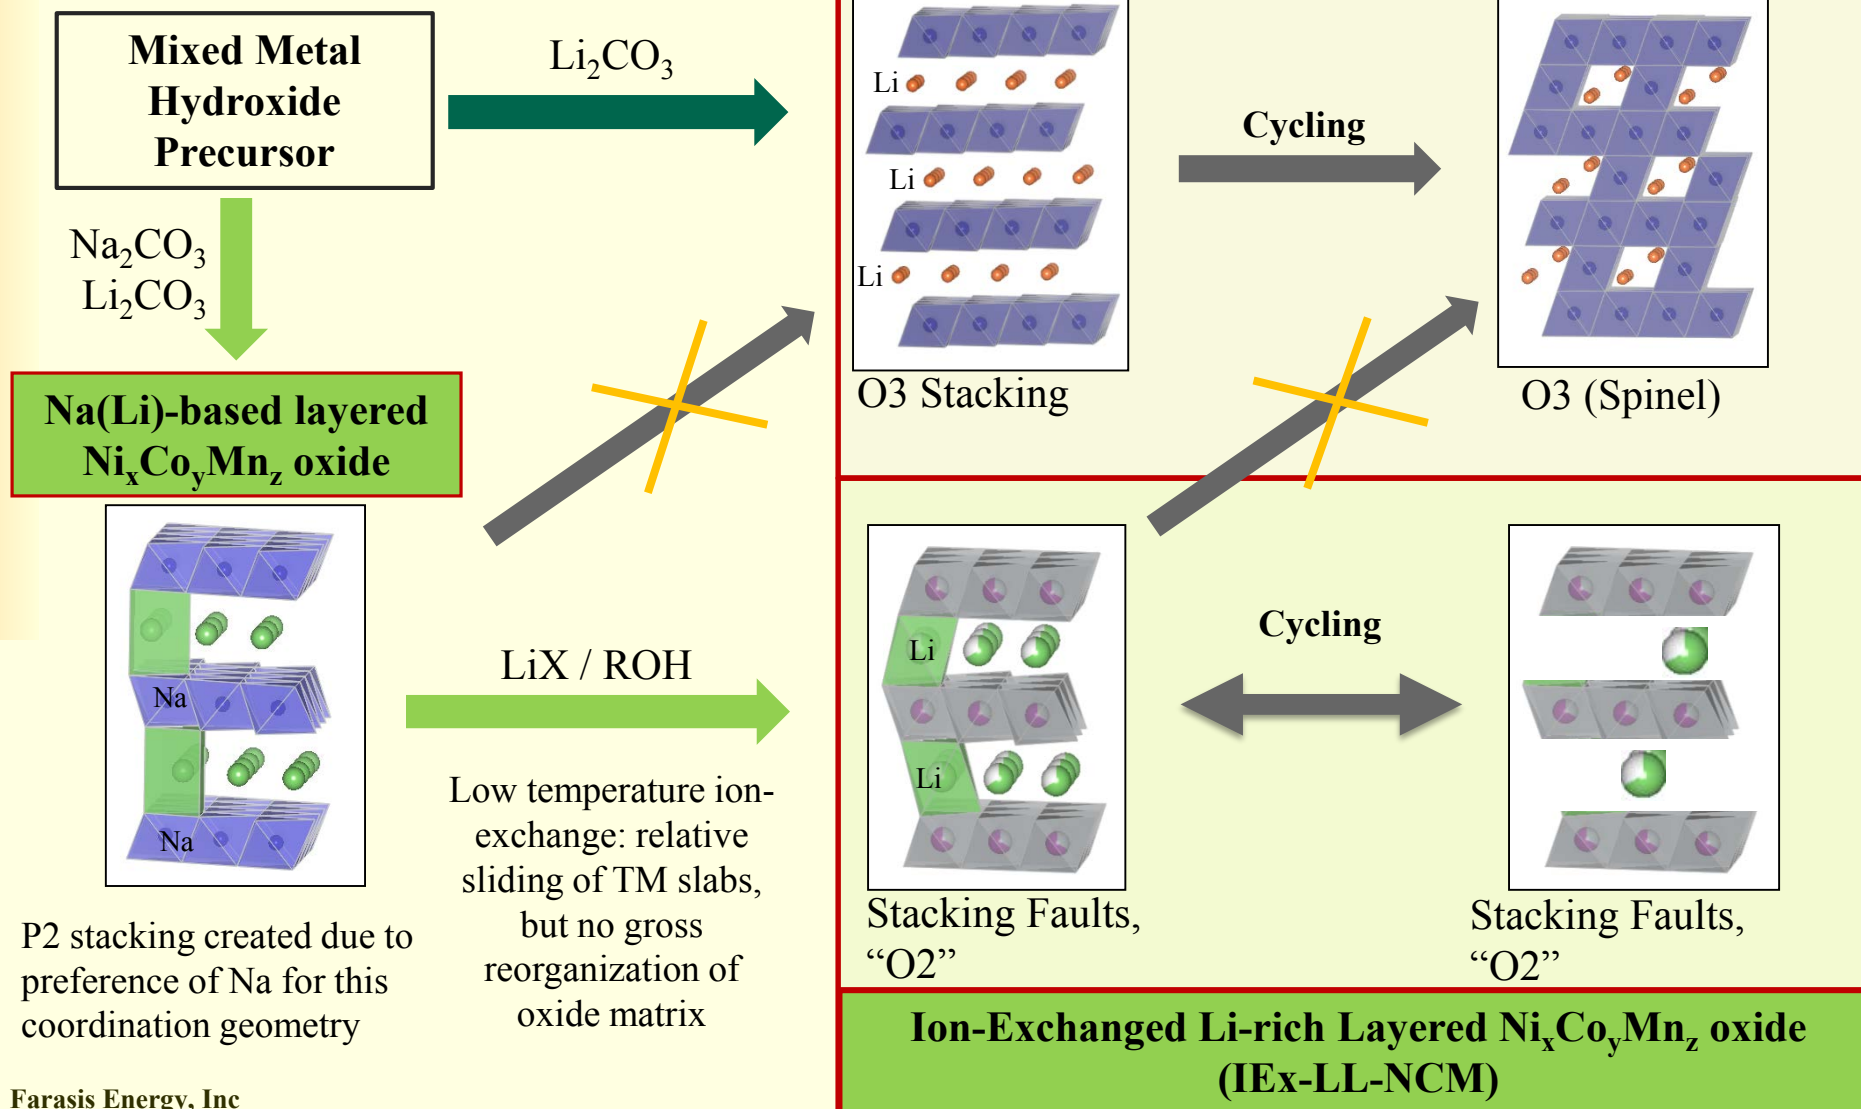 Mixed Metal
Hydroxide
Precursor
Li₂CO₃
Na₂CO₃
Li₂CO₃
Na(Li)-based layered
NiₓCoᵧMn_z oxide
Na
Na
P2 stacking created due to
preference of Na for this
coordination geometry
LiX / ROH
Low temperature ion-
exchange: relative
sliding of TM slabs,
but no gross
reorganization of
oxide matrix
Li
Li
Li
O3 Stacking
Cycling
O3 (Spinel)
Li
Li
Stacking Faults,
“O2”
Cycling
Stacking Faults,
“O2”
Ion-Exchanged Li-rich Layered NiₓCoᵧMn_z oxide
(IEx-LL-NCM)
Farasis Energy, Inc